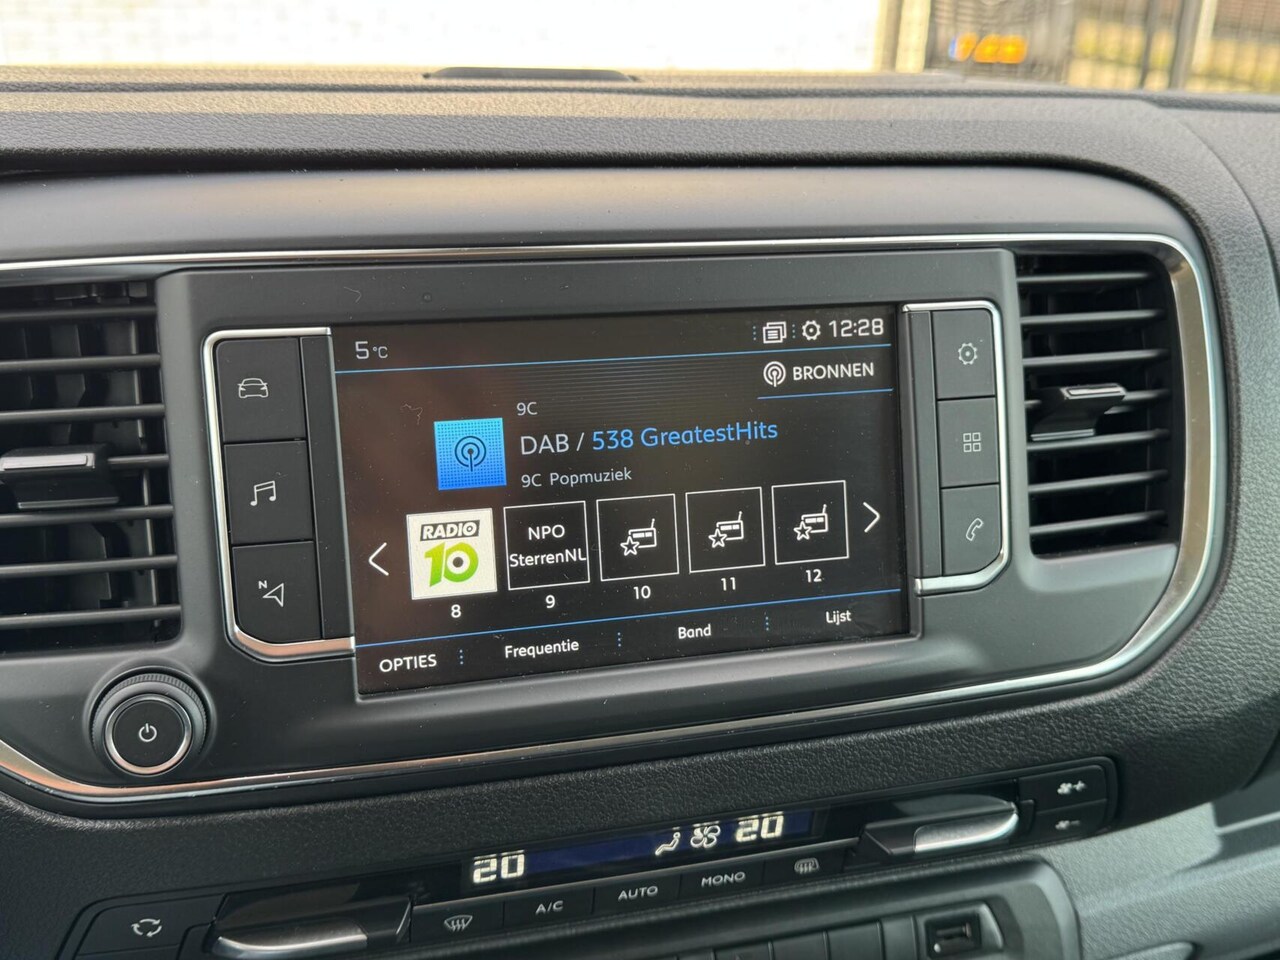 5°C
12:28
BRONNEN
9C
DAB / 538 GreatestHits
9C Popmuziek
RADIO
10
NPO
SterrenNL
8
9
10
11
12
OPTIES
Frequentie
Band
Lijst
N
20
20
A/C
AUTO
MONO